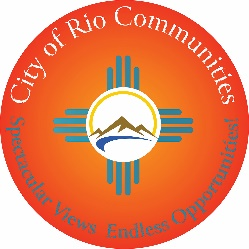 City of Rio Communities
Spectacular Views Endless Opportunities!